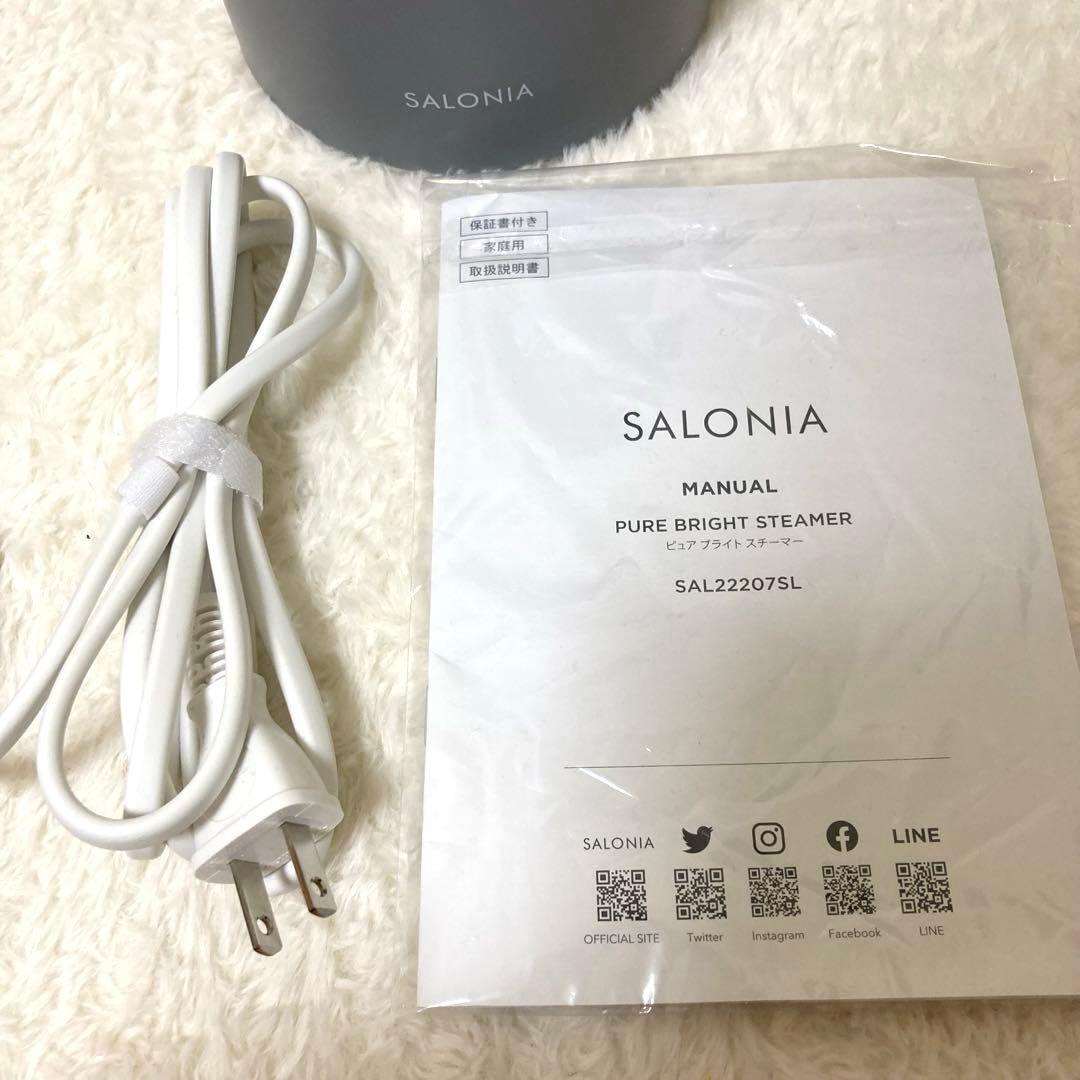 SALONIA
保証書付き
家庭用
取扱説明書
SALONIA
MANUAL
PURE BRIGHT STEAMER
ピュア ブライト スチーマー
SAL22207SL
SALONIA
LINE
OFFICIAL SITE
Twitter
Instagram
Facebook
LINE